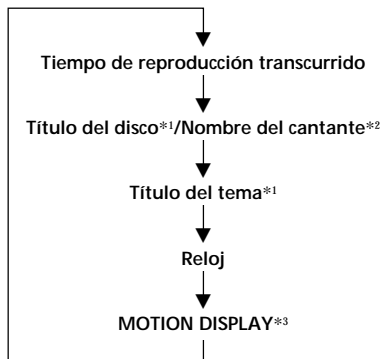 Tiempo de reproducción transcurrido
Título del disco*1/Nombre del cantante*2
Título del tema*1
Reloj
MOTION DISPLAY*3